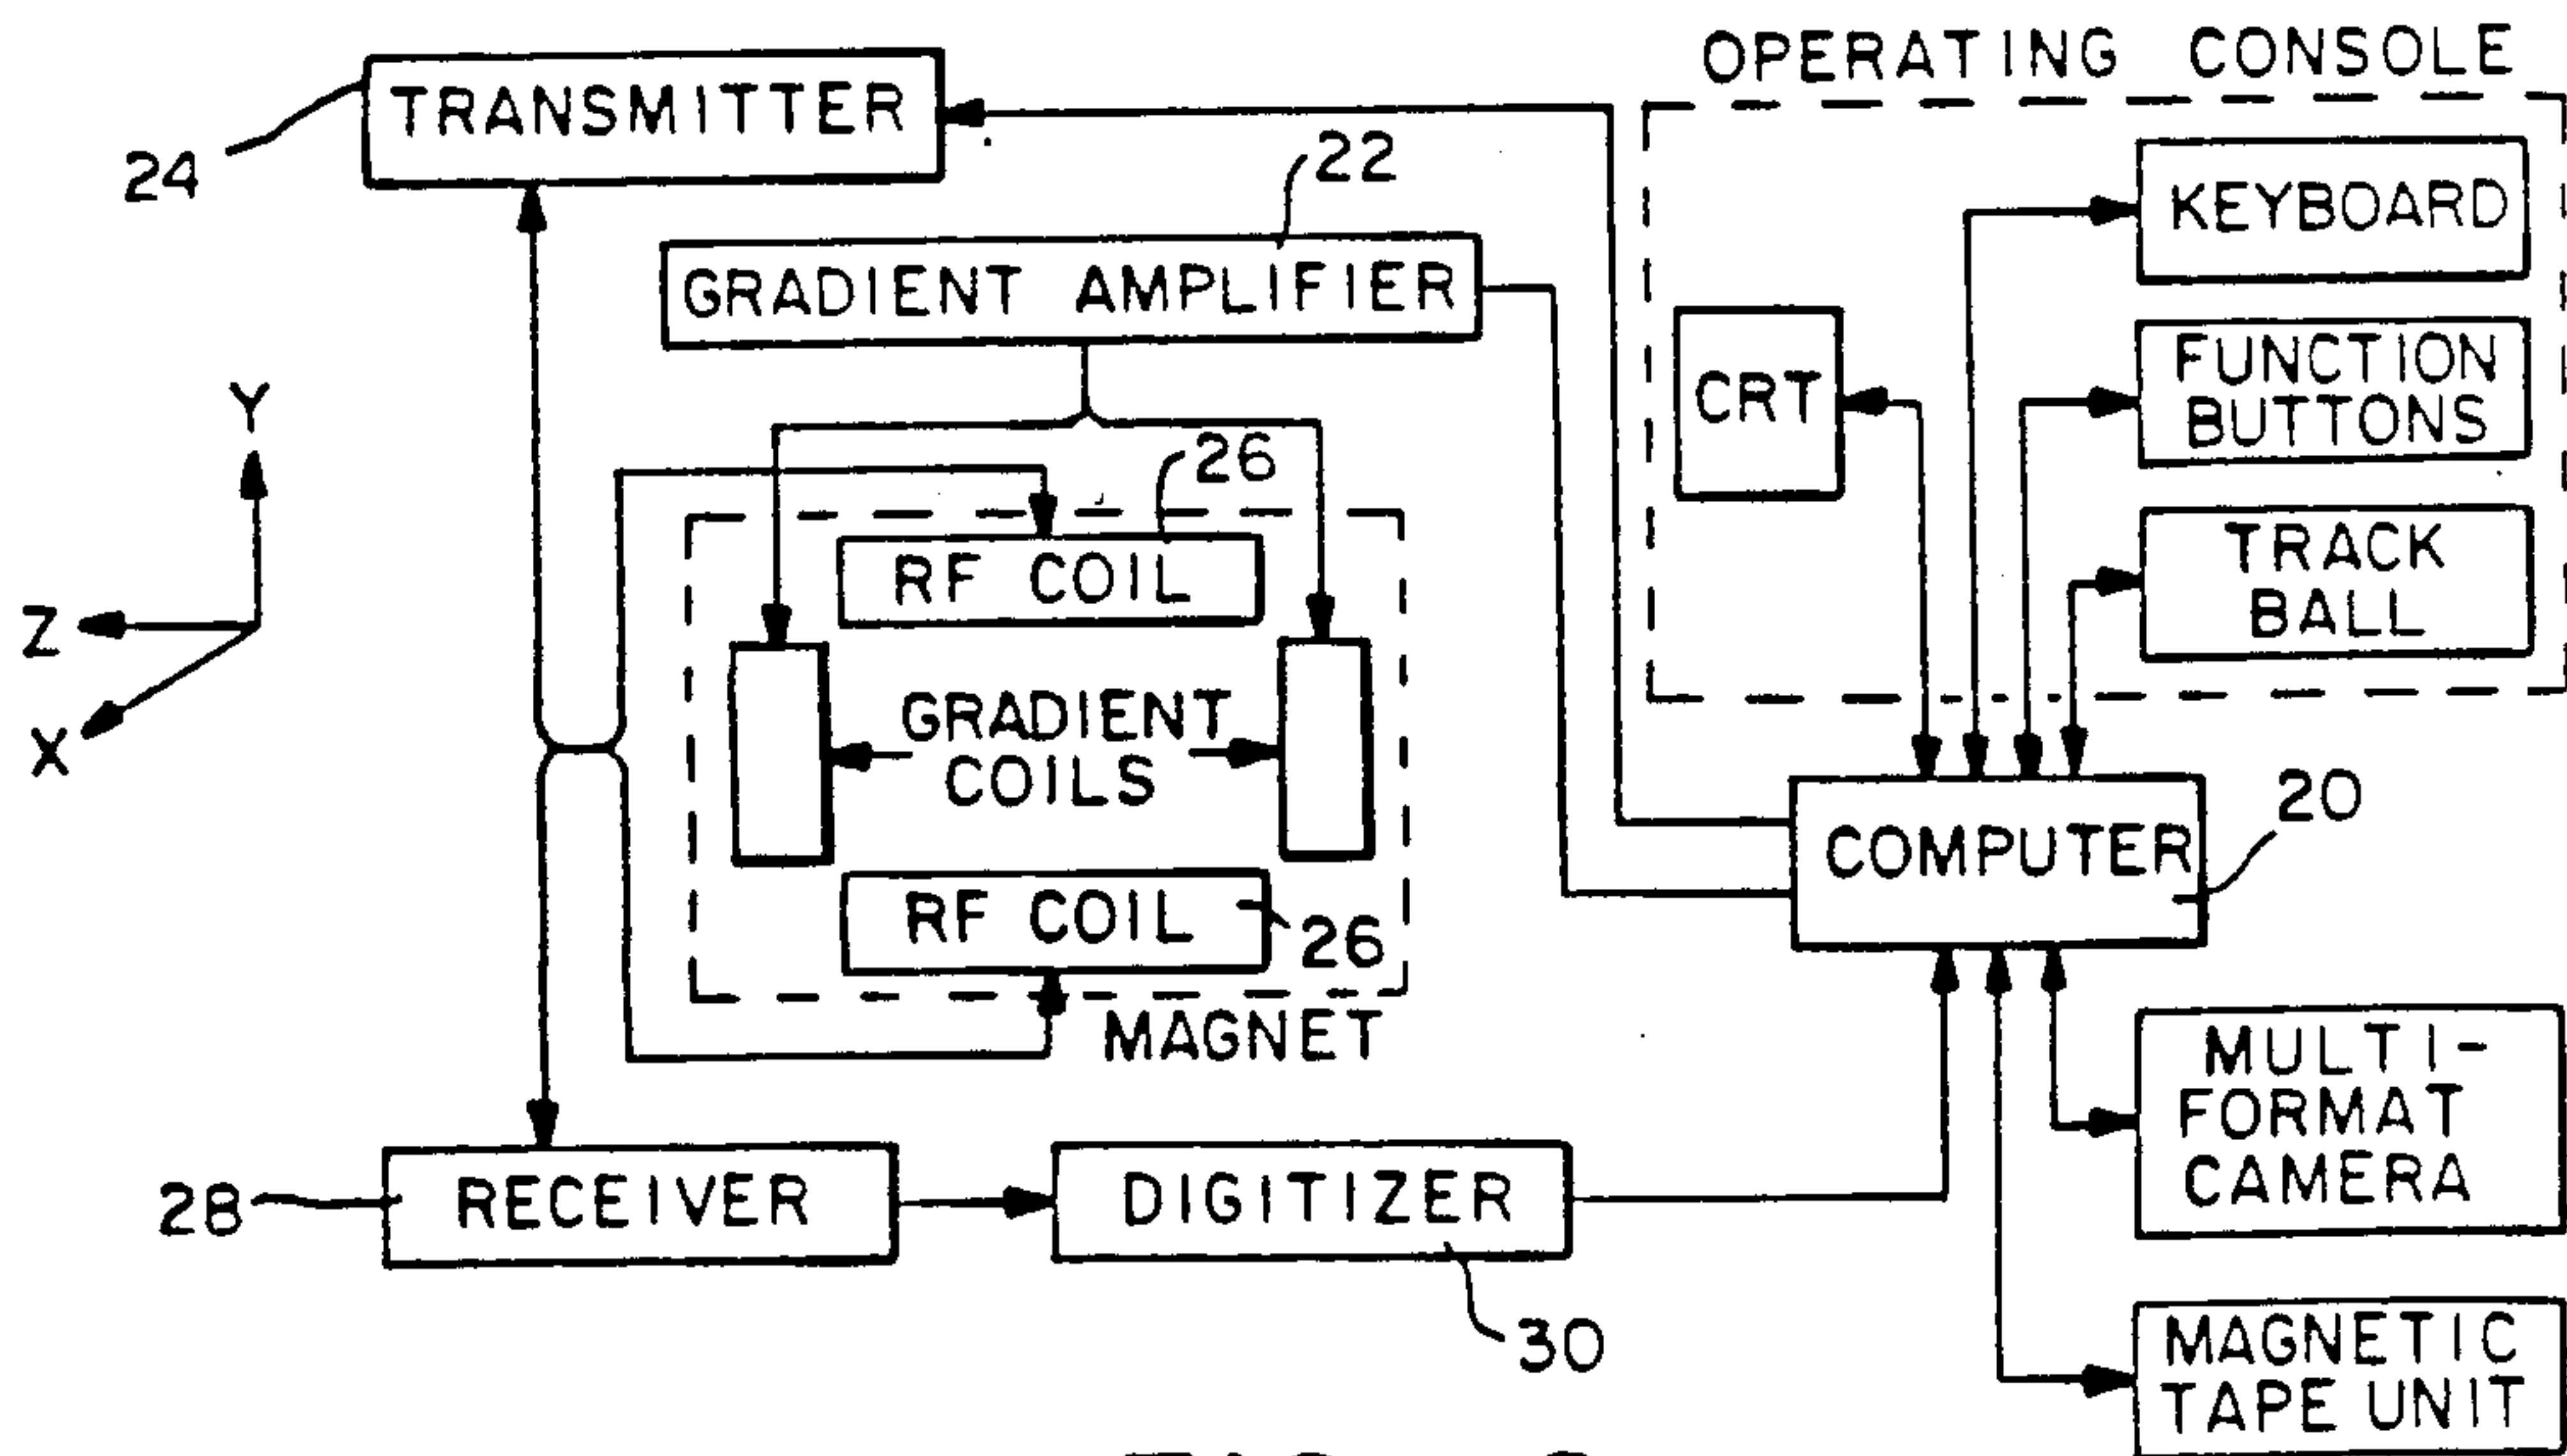 OPERATING CONSOLE
TRANSMITTER
24
22
KEYBOARD
GRADIENT AMPLIFIER
CRT
FUNCTION
BUTTONS
Y
26
RF COIL
TRACK
BALL
Z
X
GRADIENT
COILS
20
COMPUTER
RF COIL
26
MAGNET
MULTI-
FORMAT
CAMERA
28
RECEIVER
DIGITIZER
30
MAGNETIC
TAPE UNIT